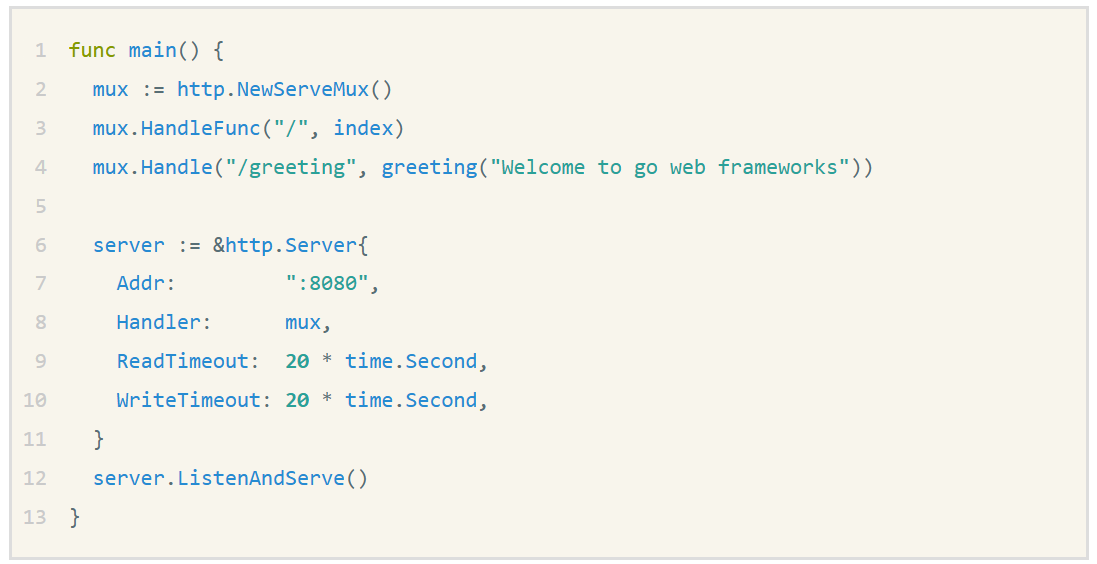 1 func main() {
2   mux := http.NewServeMux()
3   mux.HandleFunc("/", index)
4   mux.Handle("/greeting", greeting("Welcome to go web frameworks"))
5
6   server := &http.Server{
7     Addr:         ":8080",
8     Handler:      mux,
9     ReadTimeout:  20 * time.Second,
10     WriteTimeout: 20 * time.Second,
11   }
12   server.ListenAndServe()
13 }